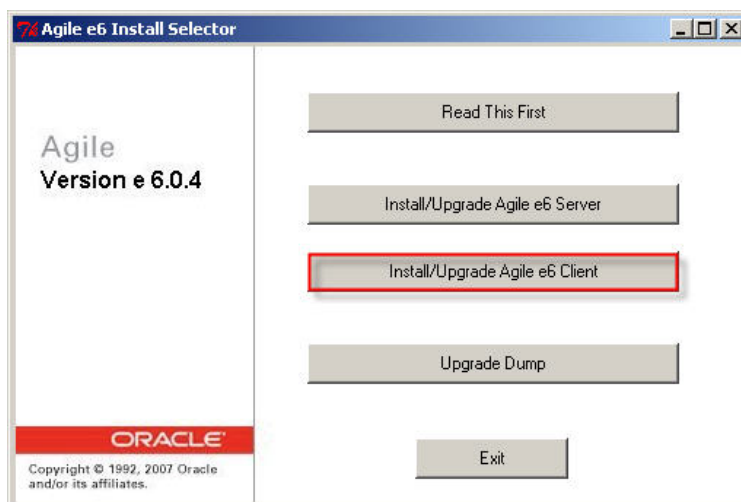 Agile e6 Install Selector
Agile
Version e 6.0.4
Read This First
Install/Upgrade Agile e6 Server
Install/Upgrade Agile e6 Client
Upgrade Dump
Exit
ORACLE
Copyright © 1992, 2007 Oracle
and/or its affiliates.